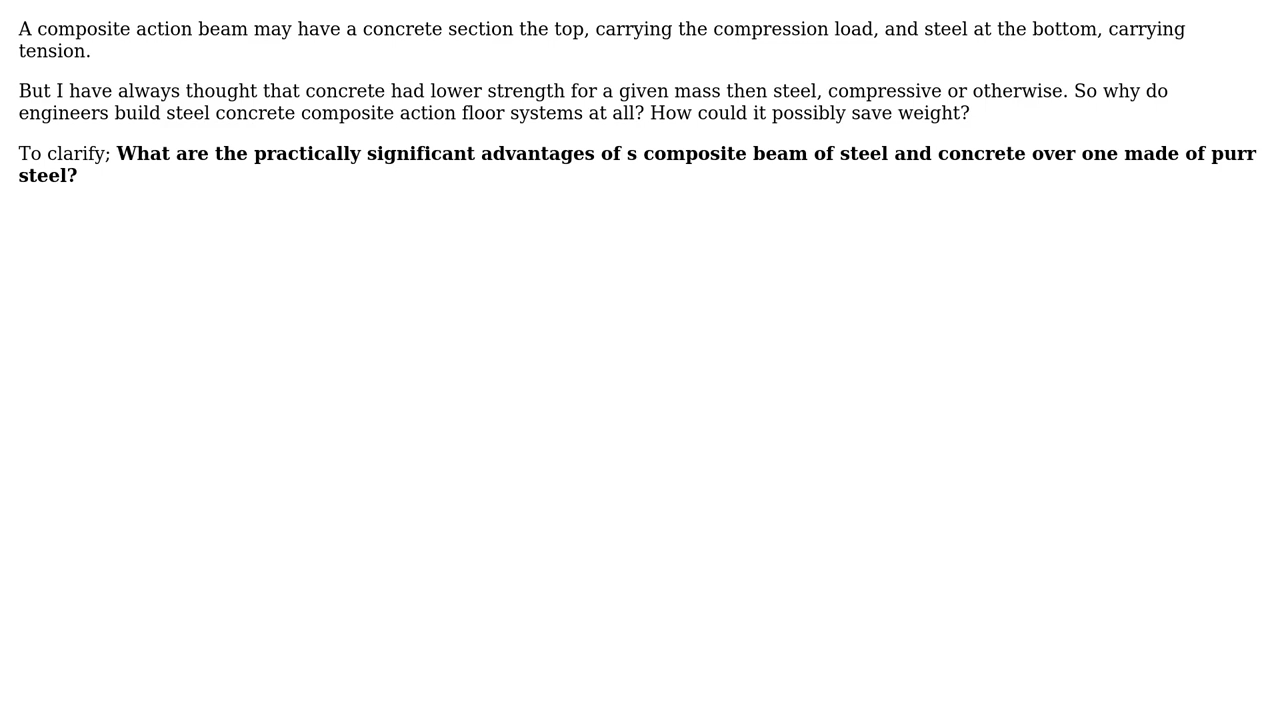 A composite action beam may have a concrete section the top, carrying the compression load, and steel at the bottom, carrying
tension.
But I have always thought that concrete had lower strength for a given mass then steel, compressive or otherwise. So why do
engineers build steel concrete composite action floor systems at all? How could it possibly save weight?
To clarify; What are the practically significant advantages of s composite beam of steel and concrete over one made of purr
steel?